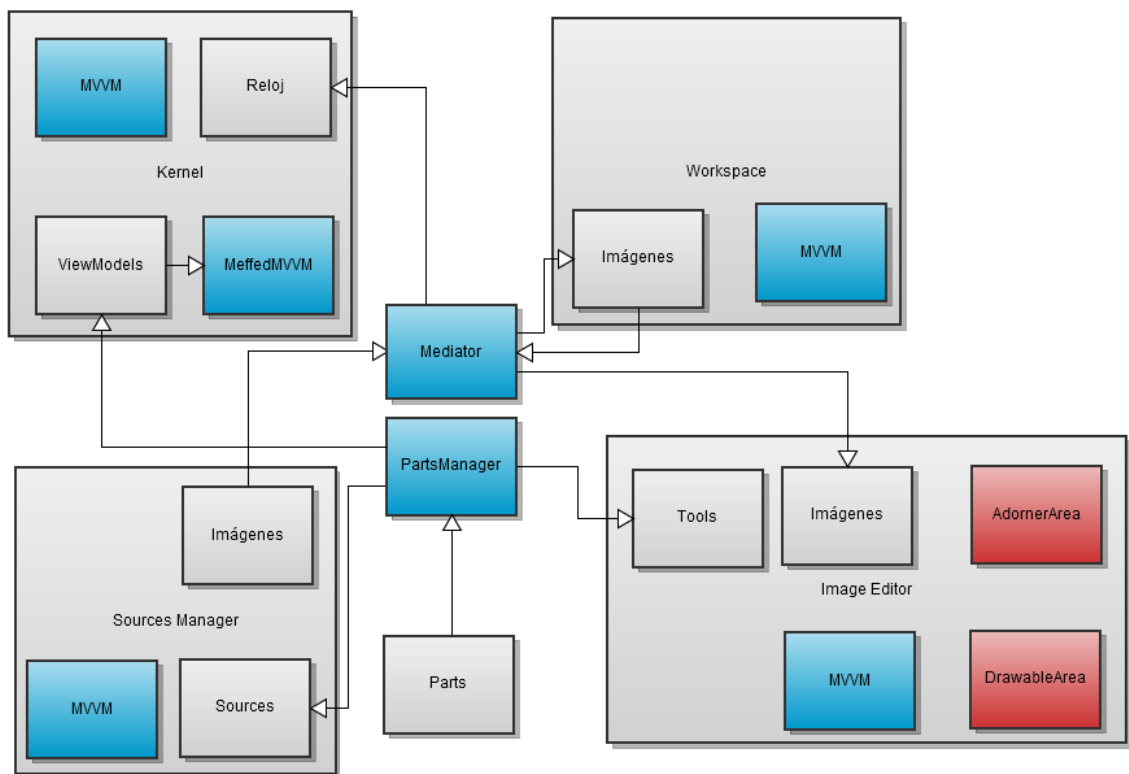 MVVM
Reloj
Kernel
ViewModels
MeffedMVVM
Workspace
Imágenes
MVVM
Mediator
PartsManager
Imágenes
Sources Manager
MVVM
Sources
Parts
Tools
Imágenes
AdornerArea
Image Editor
MVVM
DrawableArea